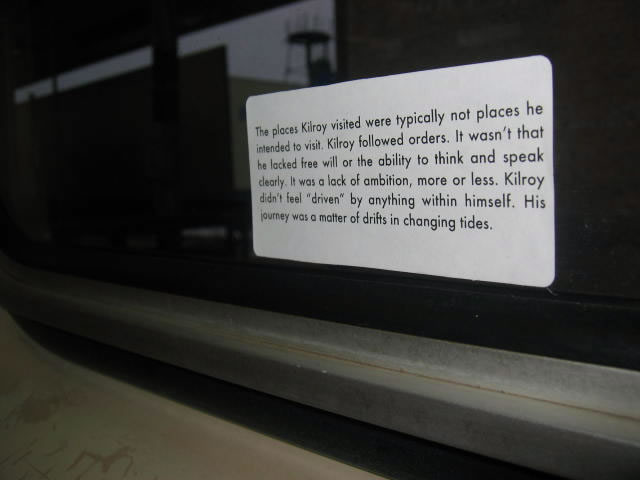 The places Kilroy visited were typically not places he
intended to visit. Kilroy followed orders. It wasn't that
he lacked free will or the ability to think and speak
clearly. It was a lack of ambition, more or less. Kilroy
didn't feel "driven" by anything within himself. His
journey was a matter of drifts in changing tides.